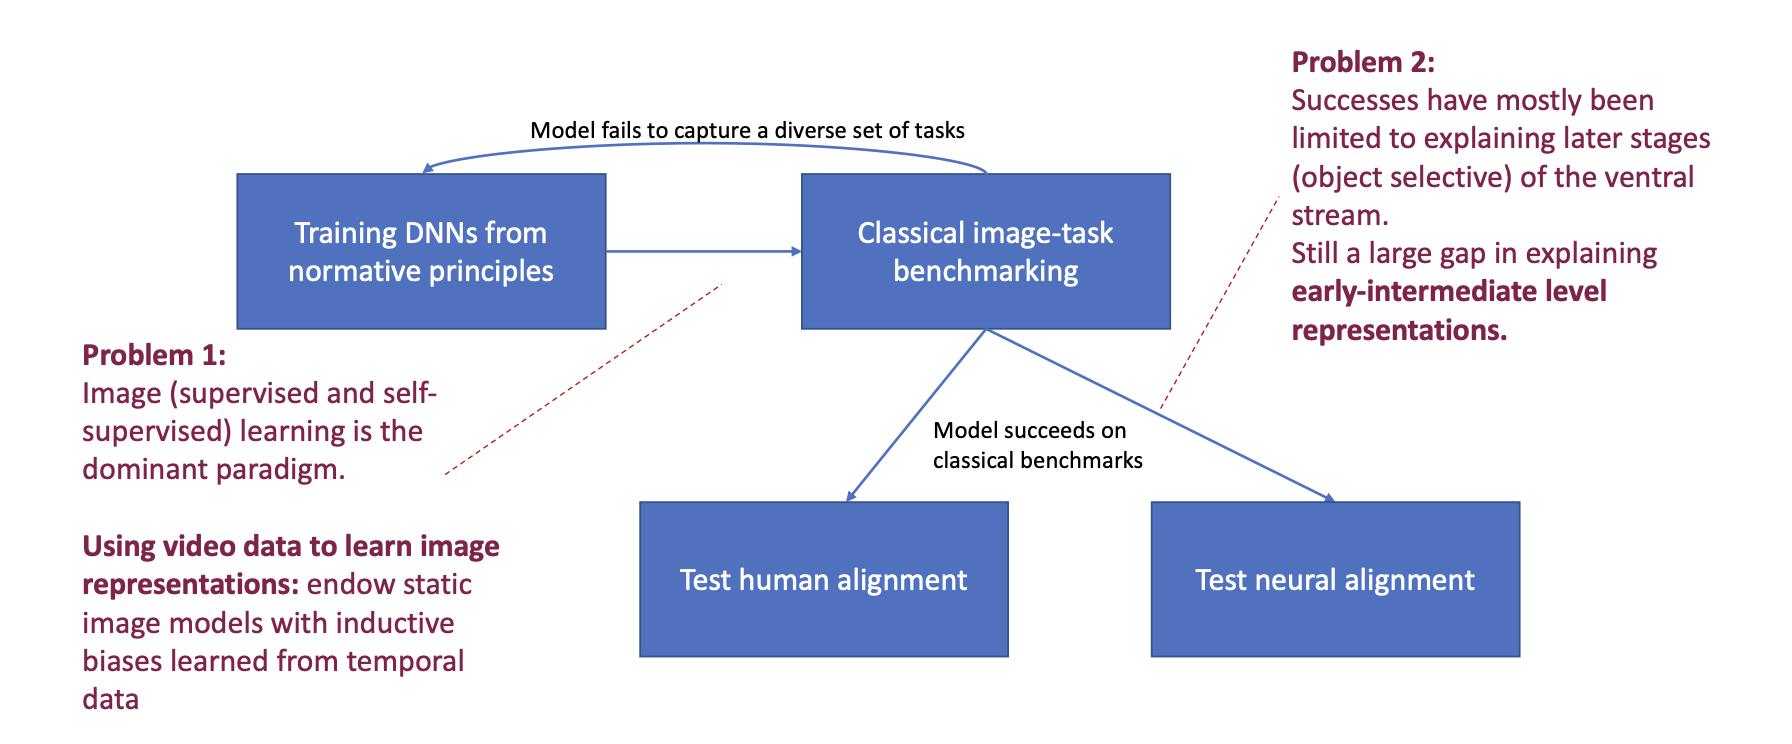 Problem 2:
Successes have mostly been
limited to explaining later stages
(object selective) of the ventral
stream.
Still a large gap in explaining
early-intermediate level
representations.
Model fails to capture a diverse set of tasks
Training DNNs from
normative principles
Classical image-task
benchmarking
Problem 1:
Image (supervised and self-
supervised) learning is the
dominant paradigm.
Using video data to learn image
representations: endow static
image models with inductive
biases learned from temporal
data
Model succeeds on
classical benchmarks
Test human alignment
Test neural alignment